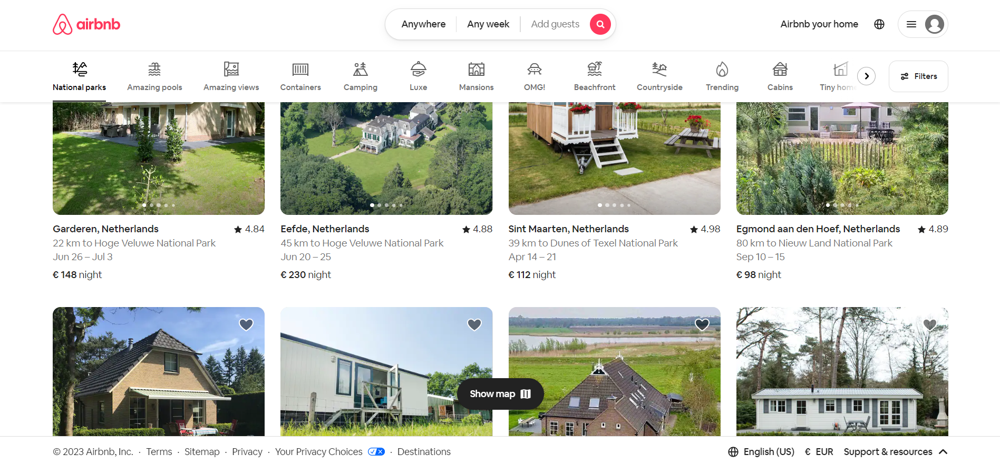 airbnb
Anywhere
Any week
Add guests
Airbnb your home
National parks
Amazing pools
Amazing views
Containers
Camping
Luxe
Mansions
OMG!
Beachfront
Countryside
Trending
Cabins
Tiny home
Filters
Garderen, Netherlands
4.84
22 km to Hoge Veluwe National Park
Jun 26 – Jul 3
€ 148 night
Eefde, Netherlands
4.88
45 km to Hoge Veluwe National Park
Jun 20 – 25
€ 230 night
Sint Maarten, Netherlands
4.98
39 km to Dunes of Texel National Park
Apr 14 – 21
€ 112 night
Egmond aan den Hoef, Netherlands
4.89
80 km to Nieuw Land National Park
Sep 10 – 15
€ 98 night
Show map
© 2023 Airbnb, Inc. · Terms · Sitemap · Privacy · Your Privacy Choices · Destinations
English (US) € EUR Support & resources